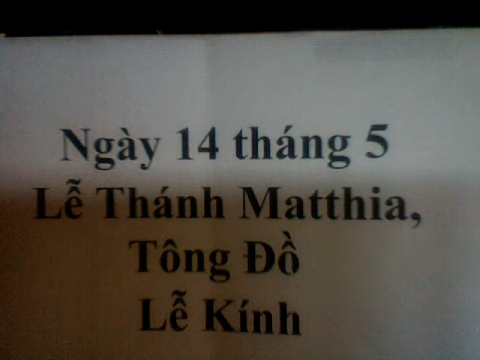 Ngày 14 tháng 5
Lễ Thánh Matthia,
Tông Đồ
Lễ Kính